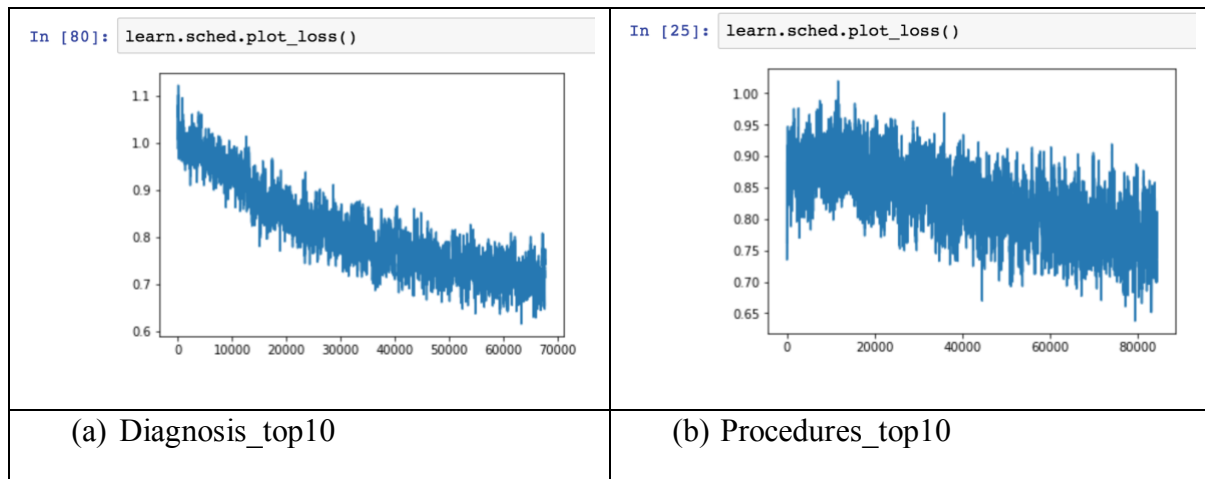 In [80]: learn.sched.plot_loss()
1.1
1.0
0.9
0.8
0.7
0.6
0 10000 20000 30000 40000 50000 60000 70000
(a) Diagnosis_top10
In [25]: learn.sched.plot_loss()
1.00
0.95
0.90
0.85
0.80
0.75
0.70
0.65
0 20000 40000 60000 80000
(b) Procedures_top10